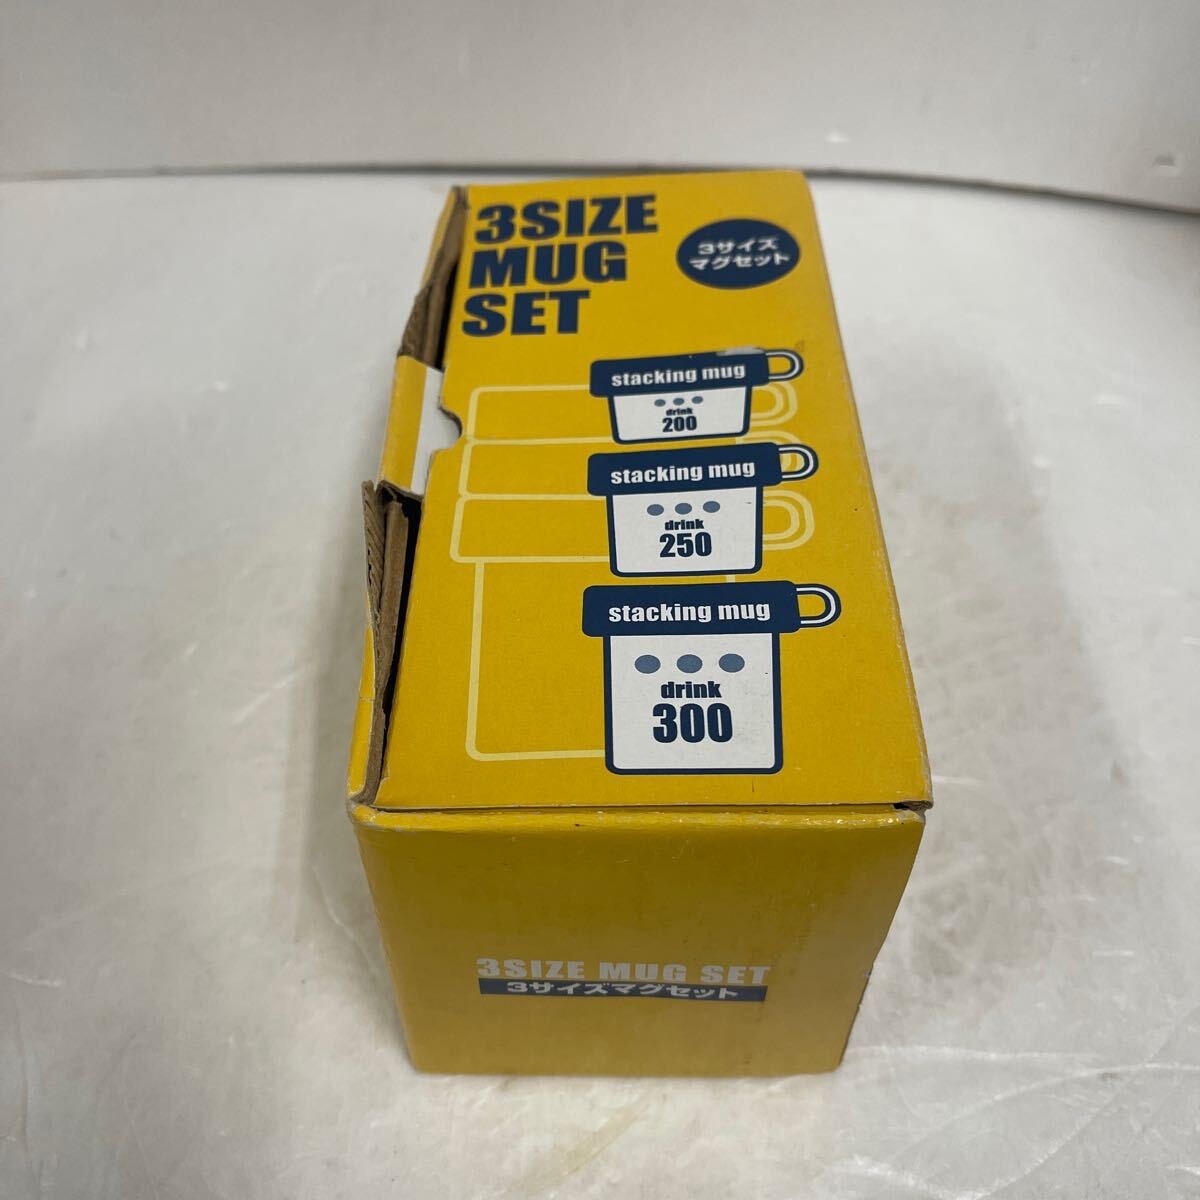 3SIZE
MUG
SET
3サイズ
マグセット
stacking mug
drink
200
stacking mug
drink
250
stacking mug
drink
300
3SIZE MUG SET
3サイズマグセット